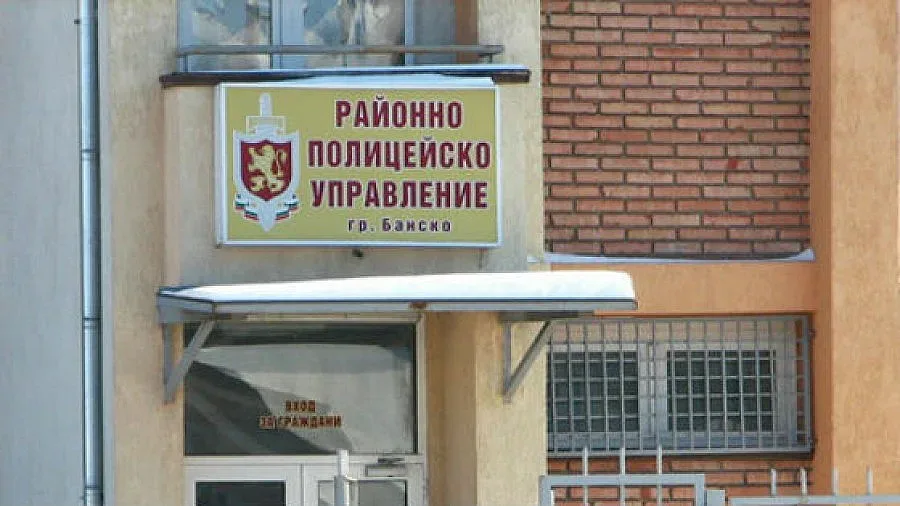 РАЙОННО
ПОЛИЦЕЙСКО
УПРАВЛЕНИЕ
гр. Банско
ВХОД
ЗА ГРАЖДАНИ